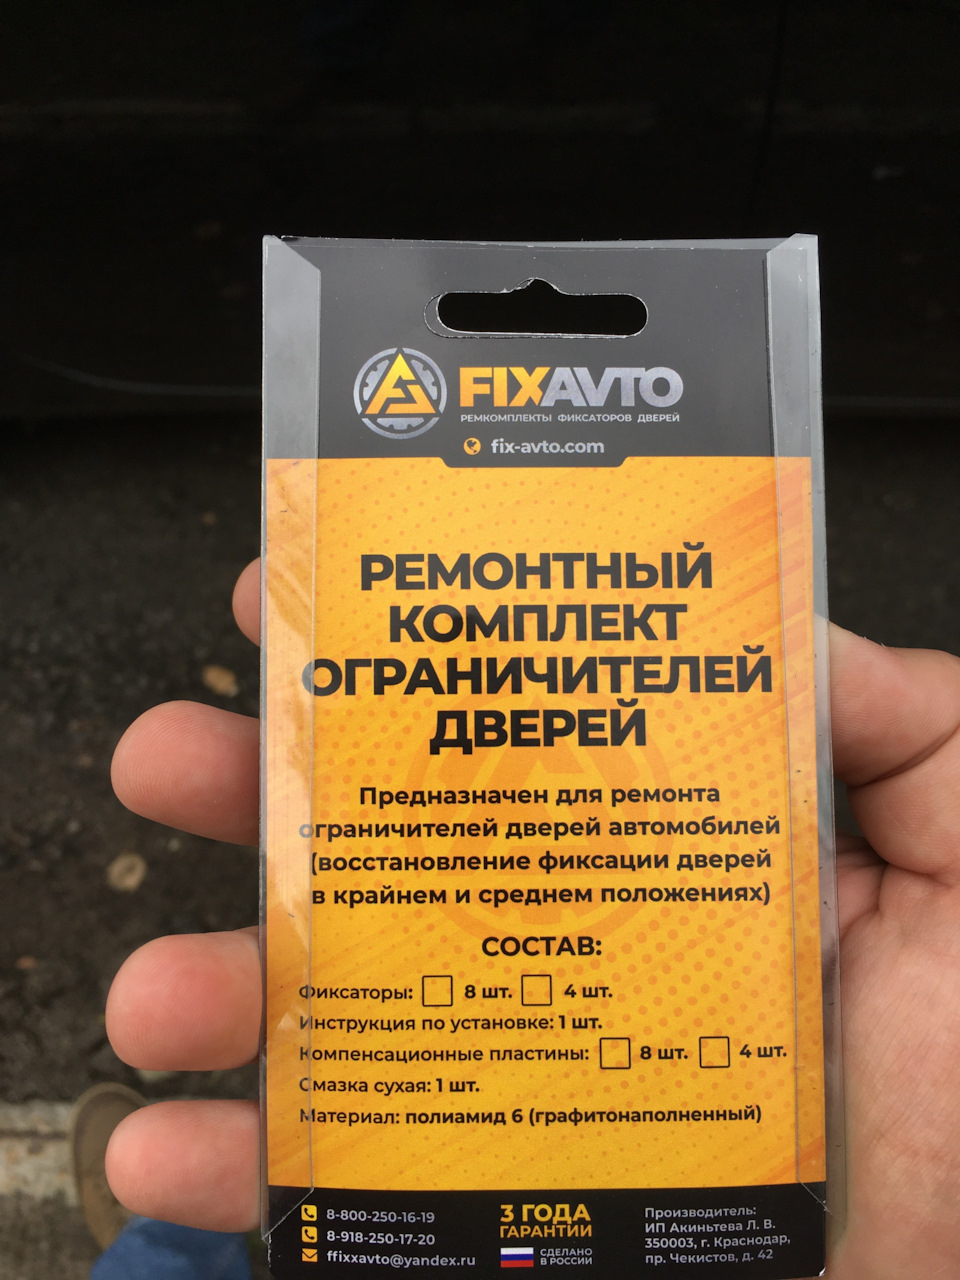 FIXAVTO
РЕМКОМПЛЕКТЫ ФИКСАТОРОВ ДВЕРЕЙ
fix-avto.com
РЕМОНТНЫЙ
КОМПЛЕКТ
ОГРАНИЧИТЕЛЕЙ
ДВЕРЕЙ
Предназначен для ремонта
ограничителей дверей автомобилей
(восстановление фиксации дверей
в крайнем и среднем положениях)
СОСТАВ:
Фиксаторы: 8 шт. 4 шт.
Инструкция по установке: 1 шт.
Компенсационные пластины: 8 шт. 4 шт.
Смазка сухая: 1 шт.
Материал: полиамид 6 (графитонаполненный)
8-800-250-16-19
8-918-250-17-20
ffixxavto@yandex.ru
3 ГОДА
ГАРАНТИИ
СДЕЛАНО
В РОССИИ
Производитель:
ИП Акиньтева Л. В.
350003, г. Краснодар,
пр. Чекистов, д. 42